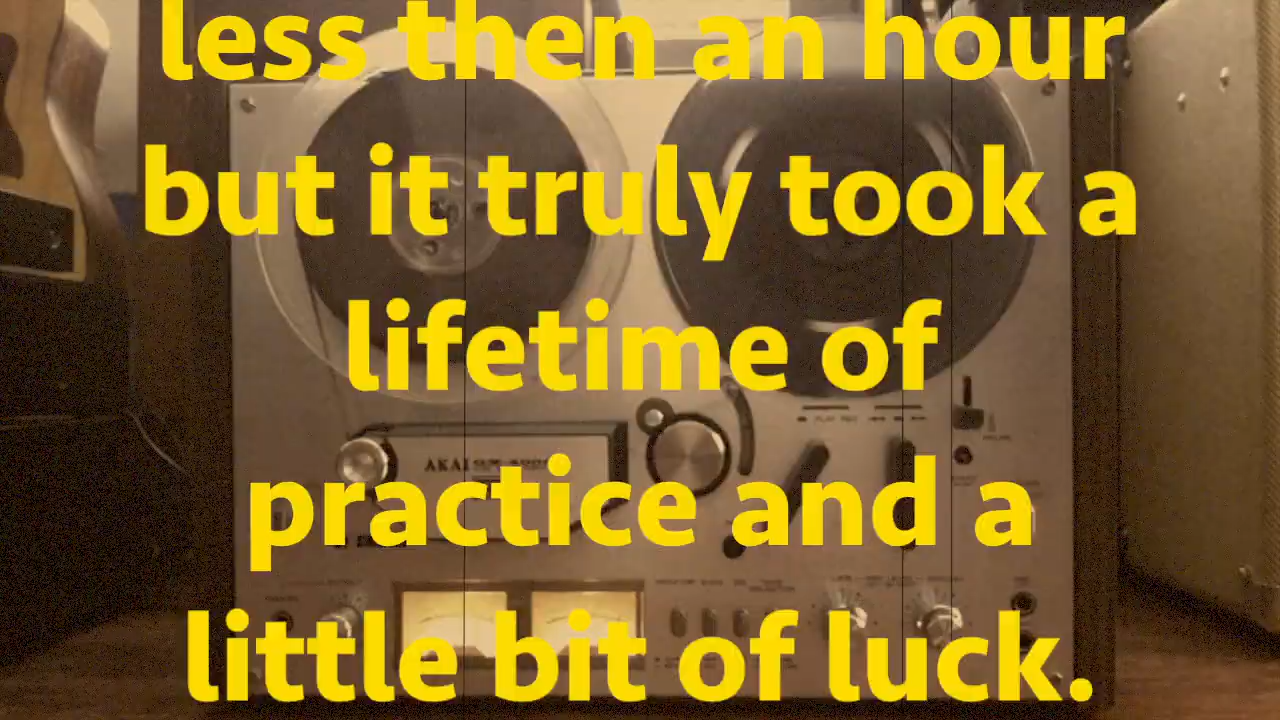 less then an hour
but it truly took a
lifetime of
AKAI
practice and a
little bit of luck.